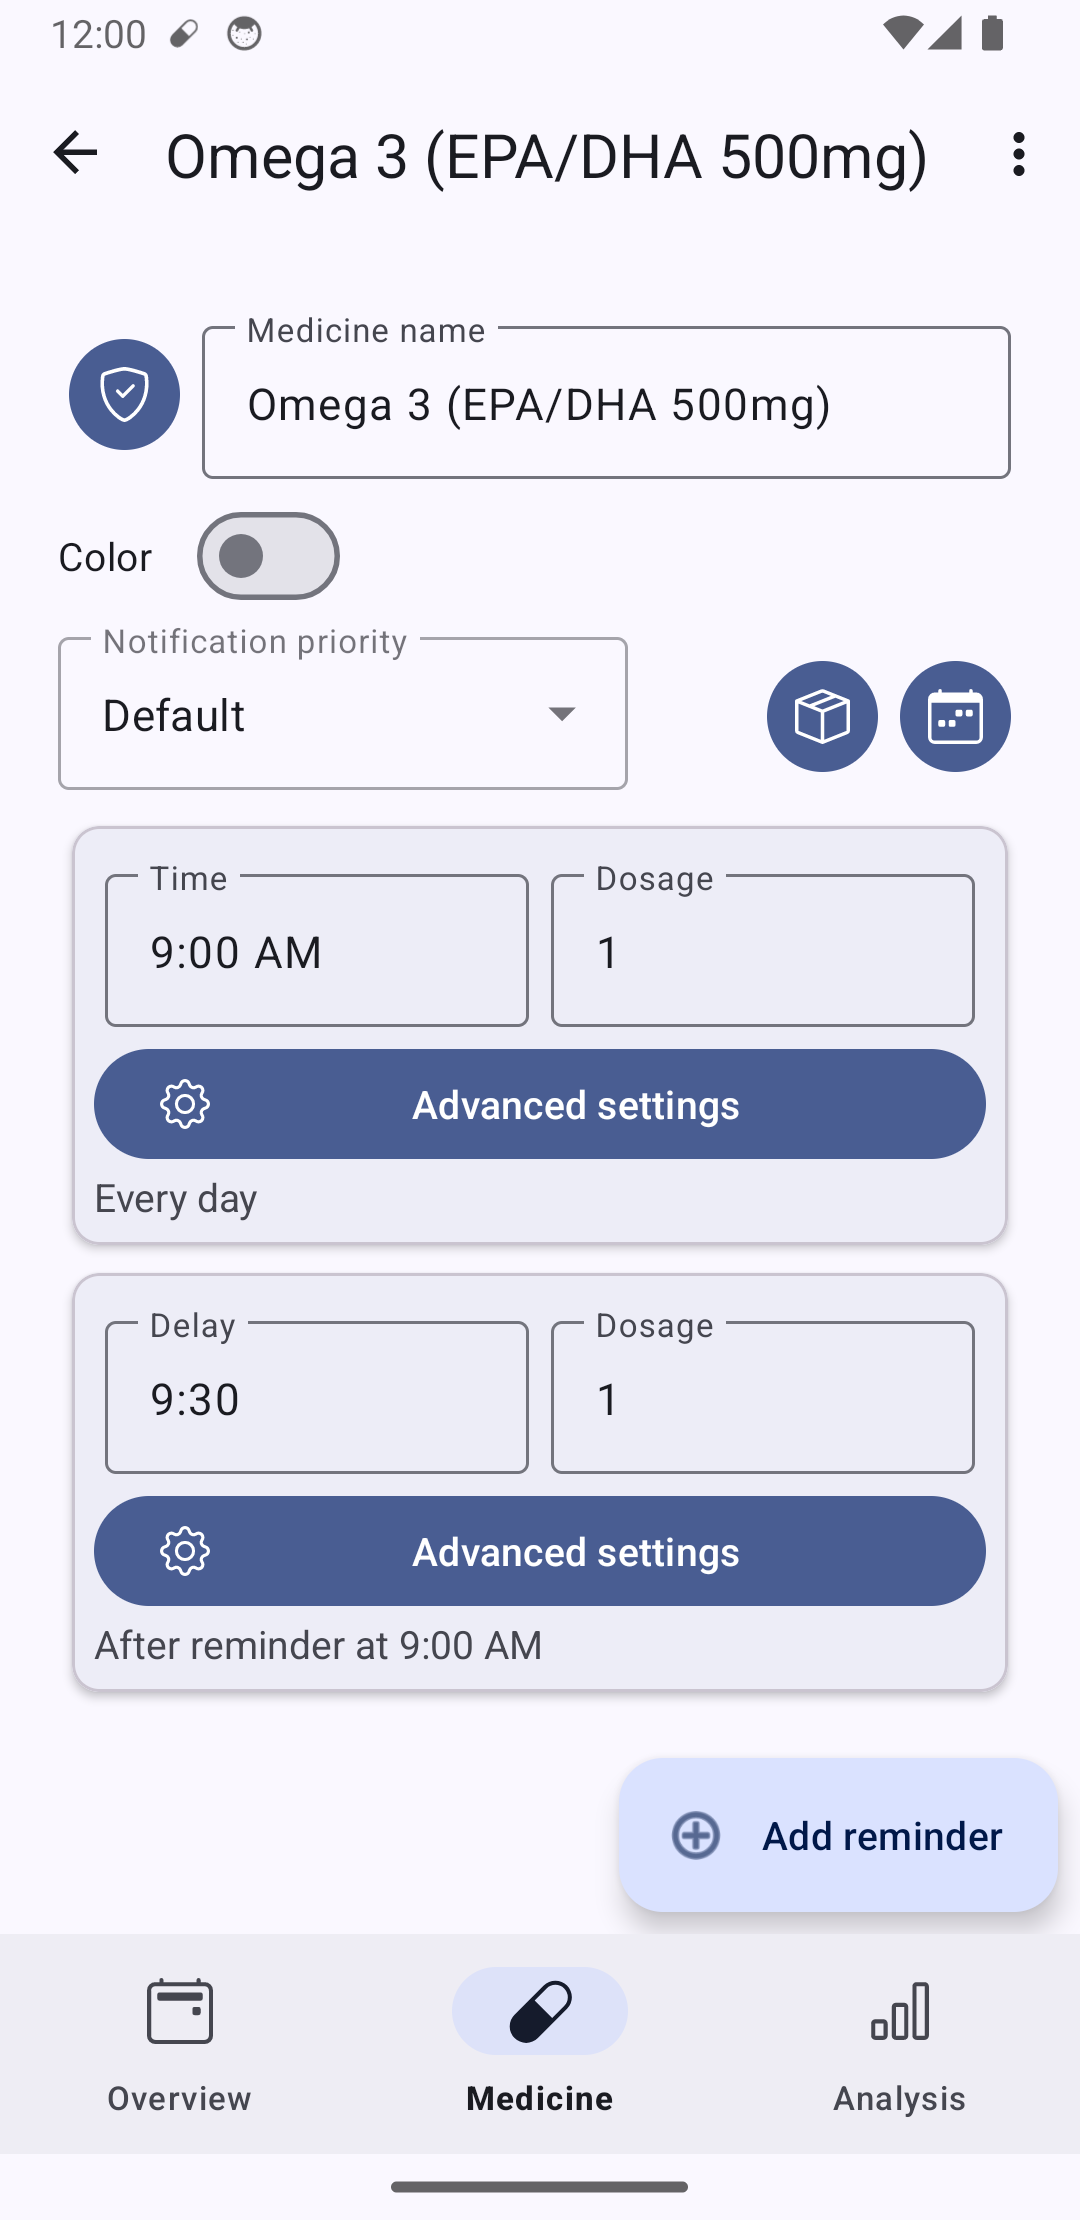 12:00
Omega 3 (EPA/DHA 500mg)
Medicine name
Omega 3 (EPA/DHA 500mg)
Color
Notification priority
Default
Time
9:00 AM
Dosage
1
Advanced settings
Every day
Delay
9:30
Dosage
1
Advanced settings
After reminder at 9:00 AM
Add reminder
Overview
Medicine
Analysis